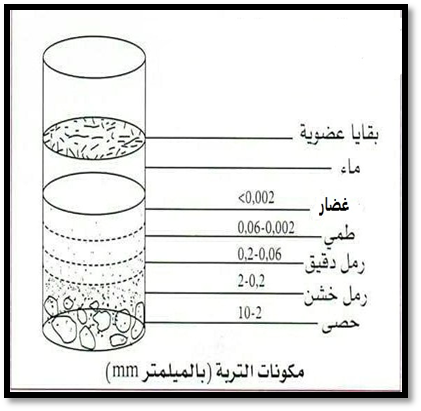 بقايا عضوية
ماء
<0,002 غضار
0,06-0,002 طمي
0,2-0,06 رمل دقيق
2-0,2 رمل خشن
10-2 حصى
مكونات التربة (بالميلمتر mm)